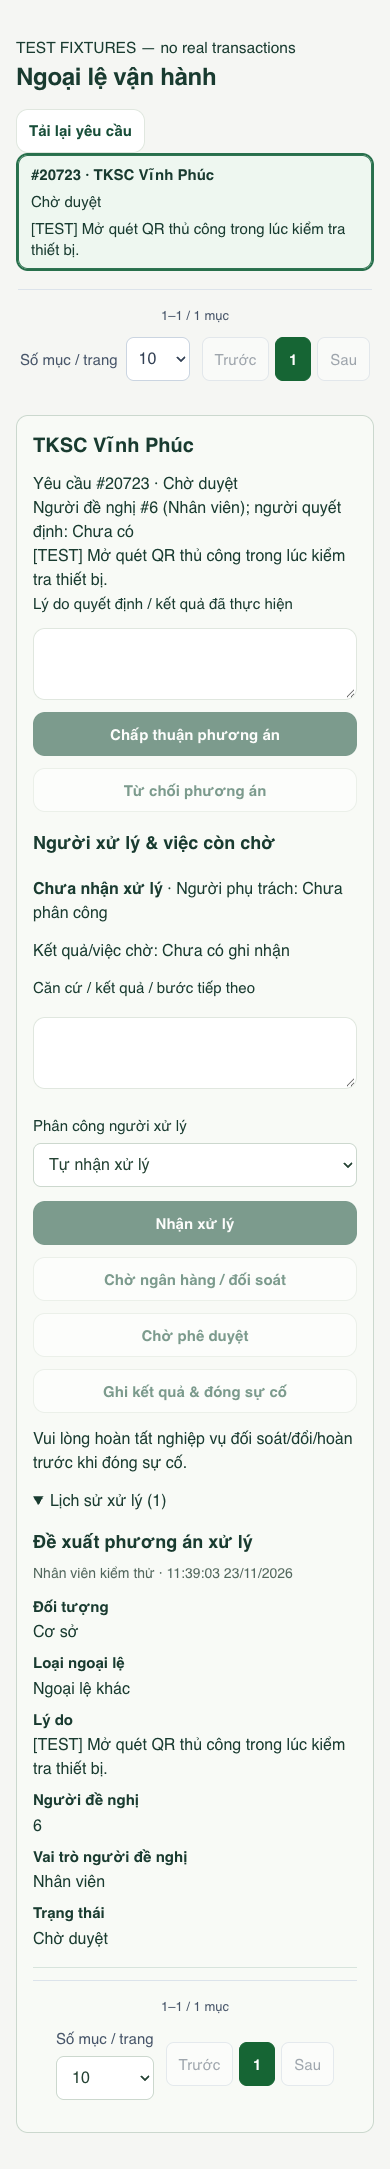 TEST FIXTURES — no real transactions
Ngoại lệ vận hành
Tải lại yêu cầu
#20723 · TKSC Vĩnh Phúc
Chờ duyệt
[TEST] Mở quét QR thủ công trong lúc kiểm tra
thiết bị.
1–1 / 1 mục
Số mục / trang
10
Trước
1
Sau
TKSC Vĩnh Phúc
Yêu cầu #20723 · Chờ duyệt
Người đề nghị #6 (Nhân viên); người quyết
định: Chưa có
[TEST] Mở quét QR thủ công trong lúc kiểm
tra thiết bị.
Lý do quyết định / kết quả đã thực hiện
Chấp thuận phương án
Từ chối phương án
Người xử lý & việc còn chờ
Chưa nhận xử lý · Người phụ trách: Chưa
phân công
Kết quả/việc chờ: Chưa có ghi nhận
Căn cứ / kết quả / bước tiếp theo
Phân công người xử lý
Tự nhận xử lý
Nhận xử lý
Chờ ngân hàng / đối soát
Chờ phê duyệt
Ghi kết quả & đóng sự cố
Vui lòng hoàn tất nghiệp vụ đối soát/đổi/hoàn
trước khi đóng sự cố.
▼ Lịch sử xử lý (1)
Đề xuất phương án xử lý
Nhân viên kiểm thử · 11:39:03 23/11/2026
Đối tượng
Cơ sở
Loại ngoại lệ
Ngoại lệ khác
Lý do
[TEST] Mở quét QR thủ công trong lúc kiểm
tra thiết bị.
Người đề nghị
6
Vai trò người đề nghị
Nhân viên
Trạng thái
Chờ duyệt
1–1 / 1 mục
Số mục / trang
10
Trước
1
Sau